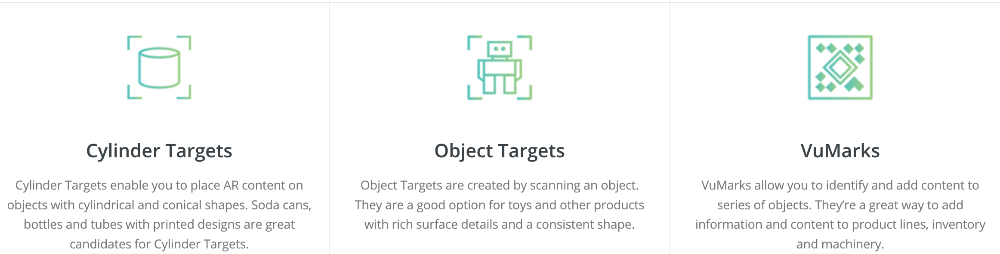 Cylinder Targets
Cylinder Targets enable you to place AR content on
objects with cylindrical and conical shapes. Soda cans,
bottles and tubes with printed designs are great
candidates for Cylinder Targets.
Object Targets
Object Targets are created by scanning an object.
They are a good option for toys and other products
with rich surface details and a consistent shape.
VuMarks
VuMarks allow you to identify and add content to
series of objects. They’re a great way to add
information and content to product lines, inventory
and machinery.